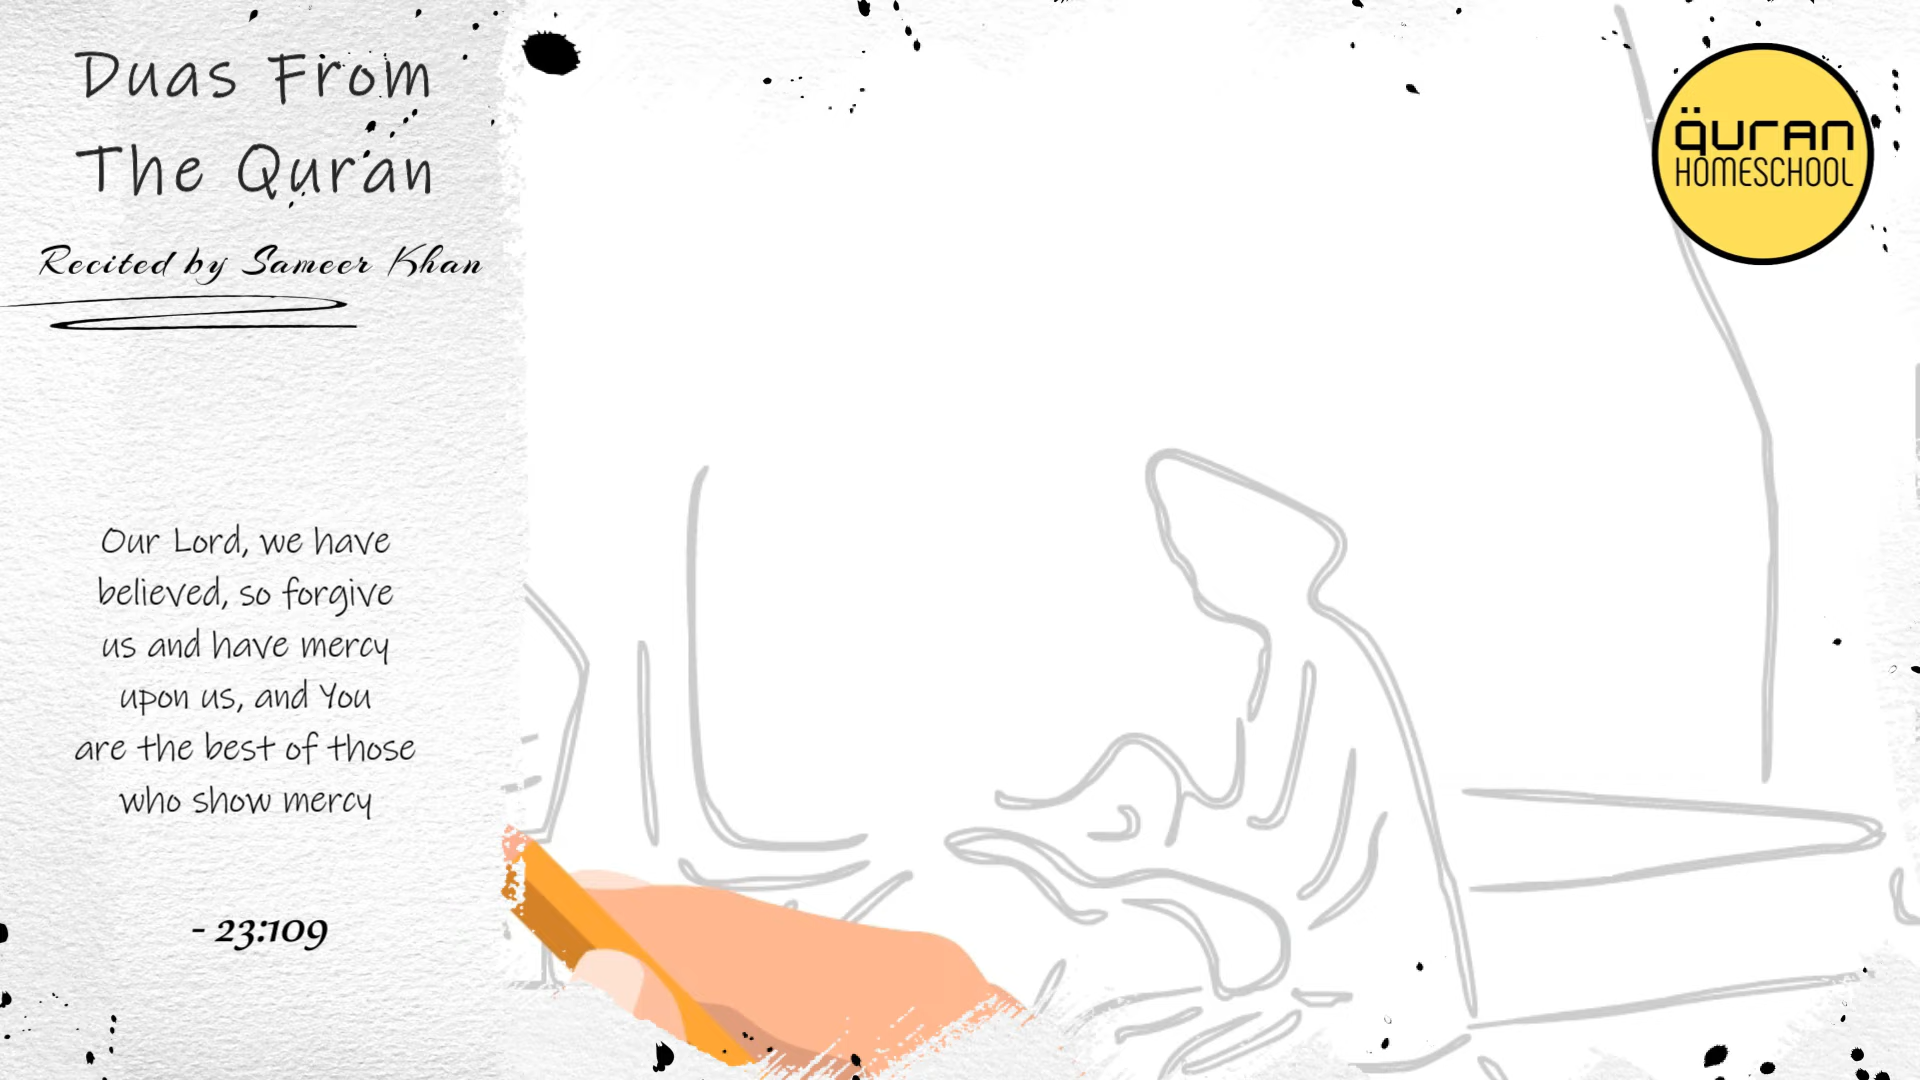 Duas From
The Quran
Recited by Sameer Khan
Our Lord, we have
believed, so forgive
us and have mercy
upon us, and You
are the best of those
who show mercy
- 23:109
QURAN
HOMESCHOOL